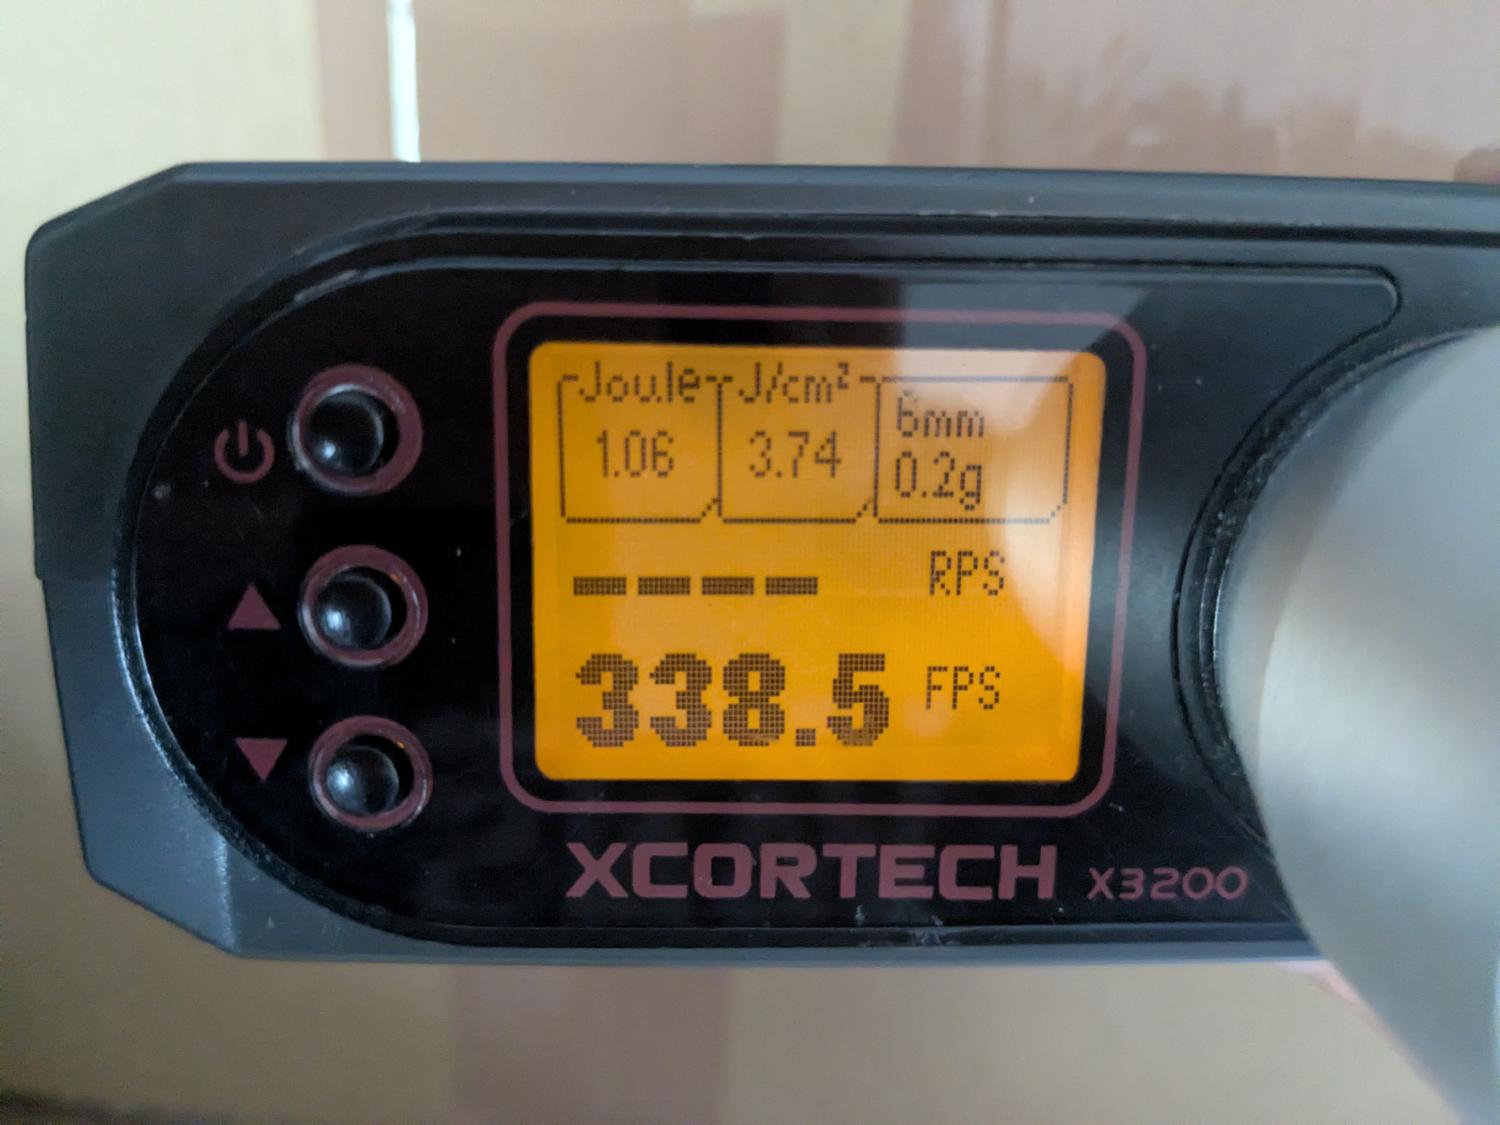 Joule J/cm² 6mm
1.06 3.74 0.2g
---- RPS
338.5 FPS
XCORTECH X3200